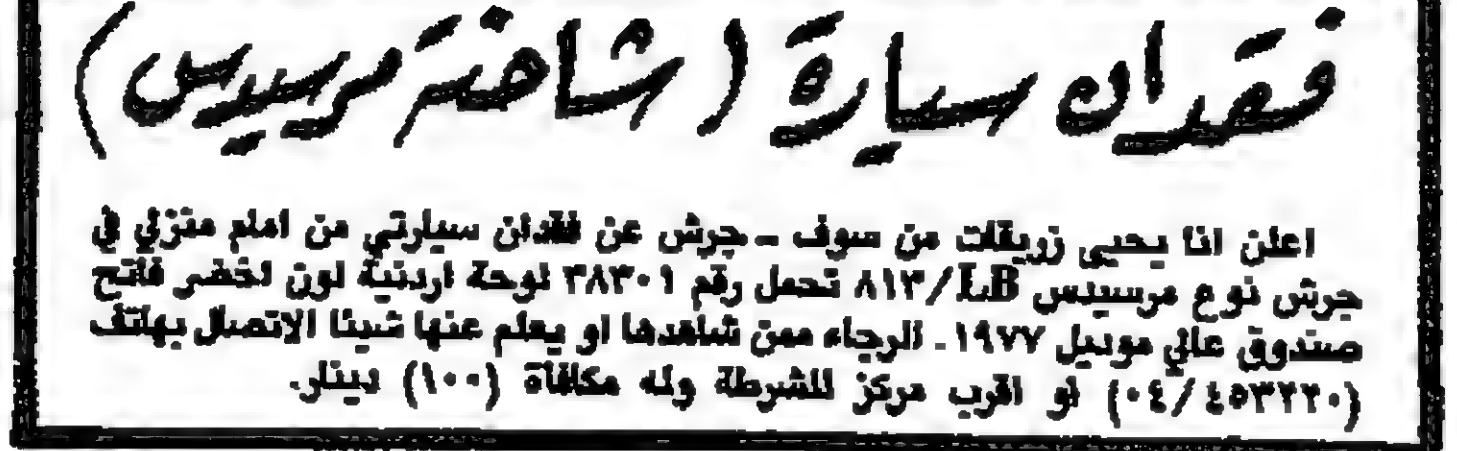 فقدان سيارة (شاحنة مرسيدس)
اعلن انا يحيى زريقات من سوف - جرش عن فقدان سيارتي من امام منزلي في
جرش نوع مرسيدس ٨١٣/LB تحمل رقم ٣٨٣٠١ لوحة اردنية لون اخضر فاتح
صندوق عالي موديل ١٩٧٧ - الرجاء ممن شاهدها او يعلم عنها شيئا الاتصال بهاتف
(٠٤/٤٥٣٢٢٠) او اقرب مركز للشرطة وله مكافأة (١٠٠) دينار.